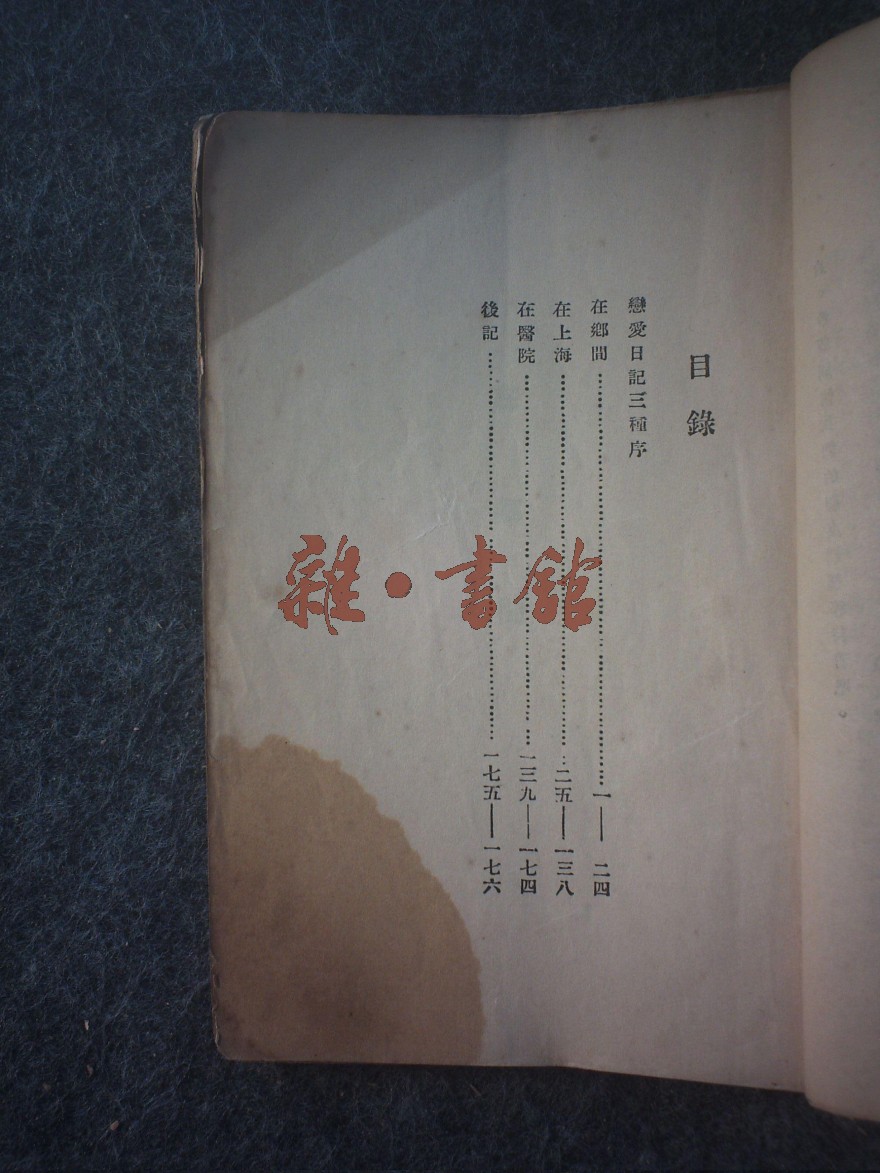 目錄
戀愛日記三種序
在鄉間…………一——二四
在上海…………二五——一三八
在醫院…………一三九——一七四
後記…………一七五——一七六
雜·書館